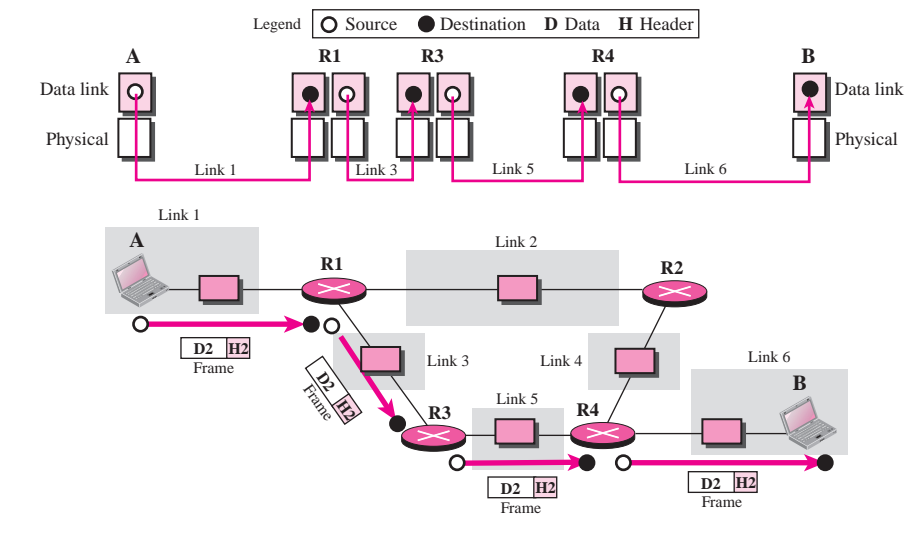 Legend Source Destination D Data H Header
A R1 R3 R4 B
Data link Data link
Physical Physical
Link 1 Link 3 Link 5 Link 6
Link 1
A
Link 2
R1
R2
D2 H2
Frame
Link 3
Link 4
Link 6
D2 H2
Frame
B
R3
Link 5
R4
D2 H2
Frame
D2 H2
Frame